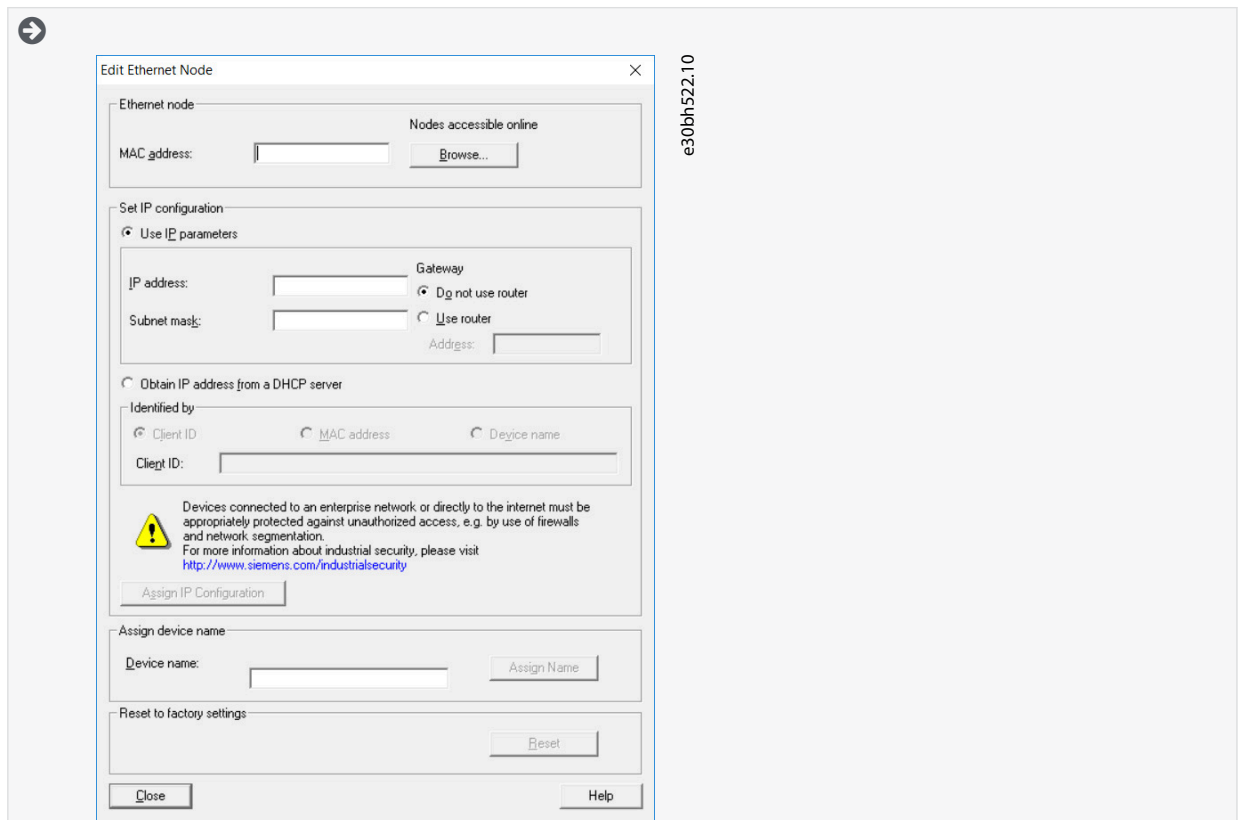 Edit Ethernet Node
e30bh522.10
Ethernet node
Nodes accessible online
MAC address:
Browse...
Set IP configuration
Use IP parameters
Gateway
IP address:
Do not use router
Subnet mask:
Use router
Address:
Obtain IP address from a DHCP server
Identified by
Client ID MAC address Device name
Client ID:
Devices connected to an enterprise network or directly to the internet must be
appropriately protected against unauthorized access, e.g. by use of firewalls
and network segmentation.
For more information about industrial security, please visit
http://www.siemens.com/industrialsecurity
Assign IP Configuration
Assign device name
Device name:
Assign Name
Reset to factory settings
Reset
Close
Help